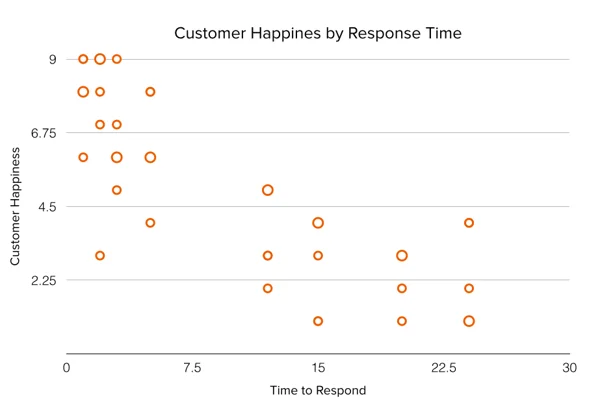 Customer Happines by Response Time
9
6.75
4.5
2.25
Customer Happiness
0 7.5 15 22.5 30
Time to Respond